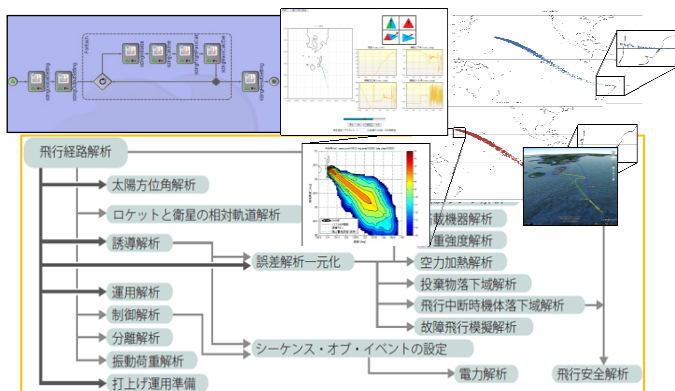 飛行経路解析
太陽方位角解析
ロケットと衛星の相対軌道解析
誘導解析
誤差解析一元化
運用解析
制御解析
分離解析
振動荷重解析
打上げ運用準備
シーケンス・オブ・イベントの設定
載機器解析
重強度解析
空力加熱解析
投棄物落下域解析
飛行中断時機体落下域解析
故障飛行模擬解析
電力解析
飛行安全解析